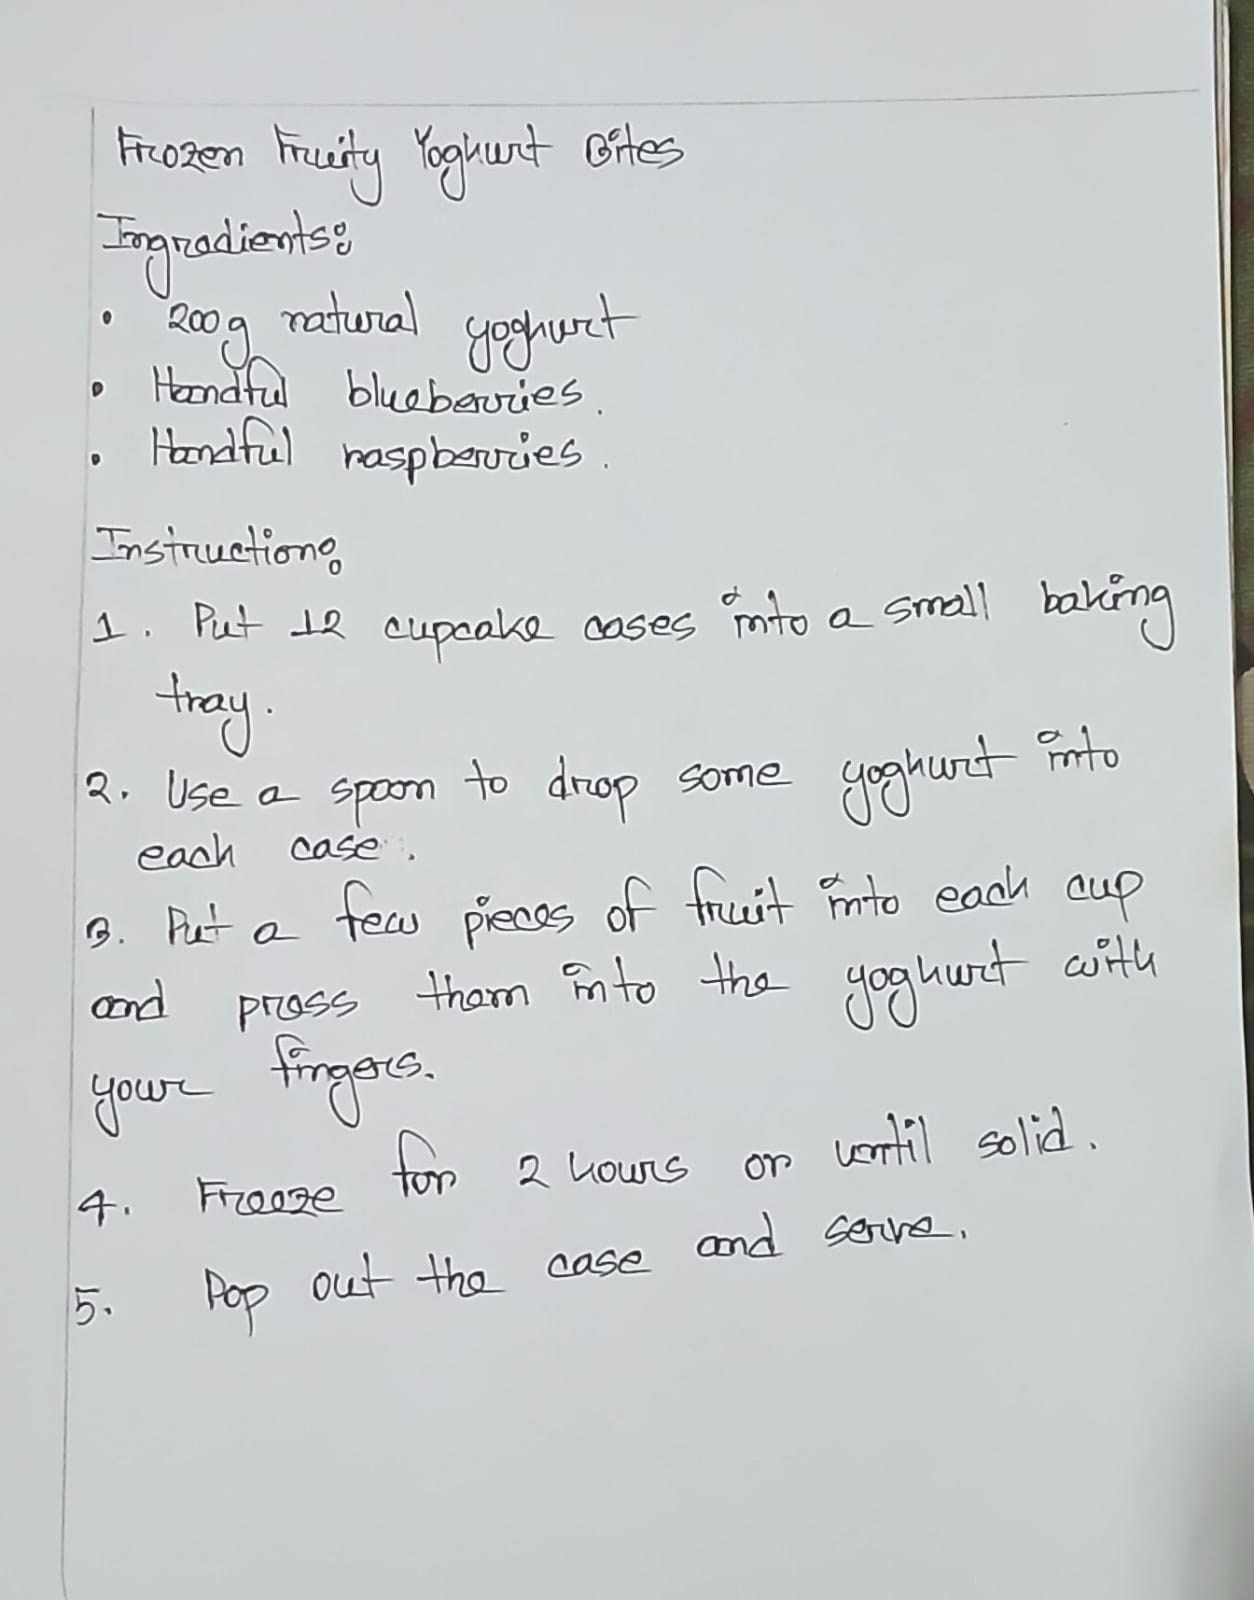 Frozen Fruity Yoghurt Bites
Ingradients:
• 200g natural yoghurt
• Handful blueberries.
• Handful raspberries.
Instruction:
1. Put 12 cupcake cases into a small baking
tray.
2. Use a spoon to drop some yoghurt into
each case.
3. Put a few pieces of fruit into each cup
and press them into the yoghurt with
your fingers.
4. Freeze for 2 hours or until solid.
5. Pop out the case and serve.